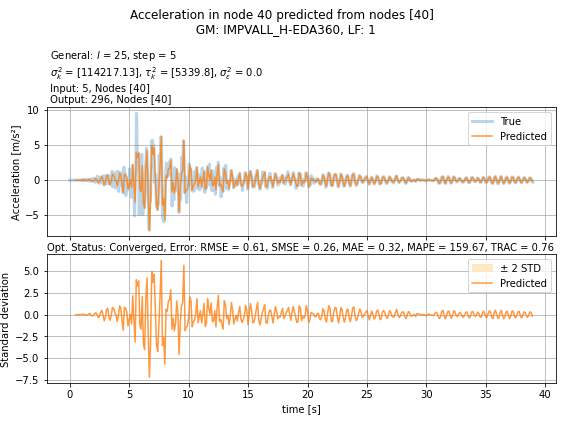 Acceleration in node 40 predicted from nodes [40]
GM: IMPVALL_H-EDA360, LF: 1
General: l = 25, step = 5
σ²ₖ = [114217.13], τ²ₖ = [5339.8], σ²ε = 0.0
Input: 5, Nodes [40]
Output: 296, Nodes [40]
10
5
0
−5
Acceleration [m/s²]
True
Predicted
Opt. Status: Converged, Error: RMSE = 0.61, SMSE = 0.26, MAE = 0.32, MAPE = 159.67, TRAC = 0.76
5.0
2.5
0.0
−2.5
−5.0
−7.5
Standard deviation
± 2 STD
Predicted
0 5 10 15 20 25 30 35 40
time [s]